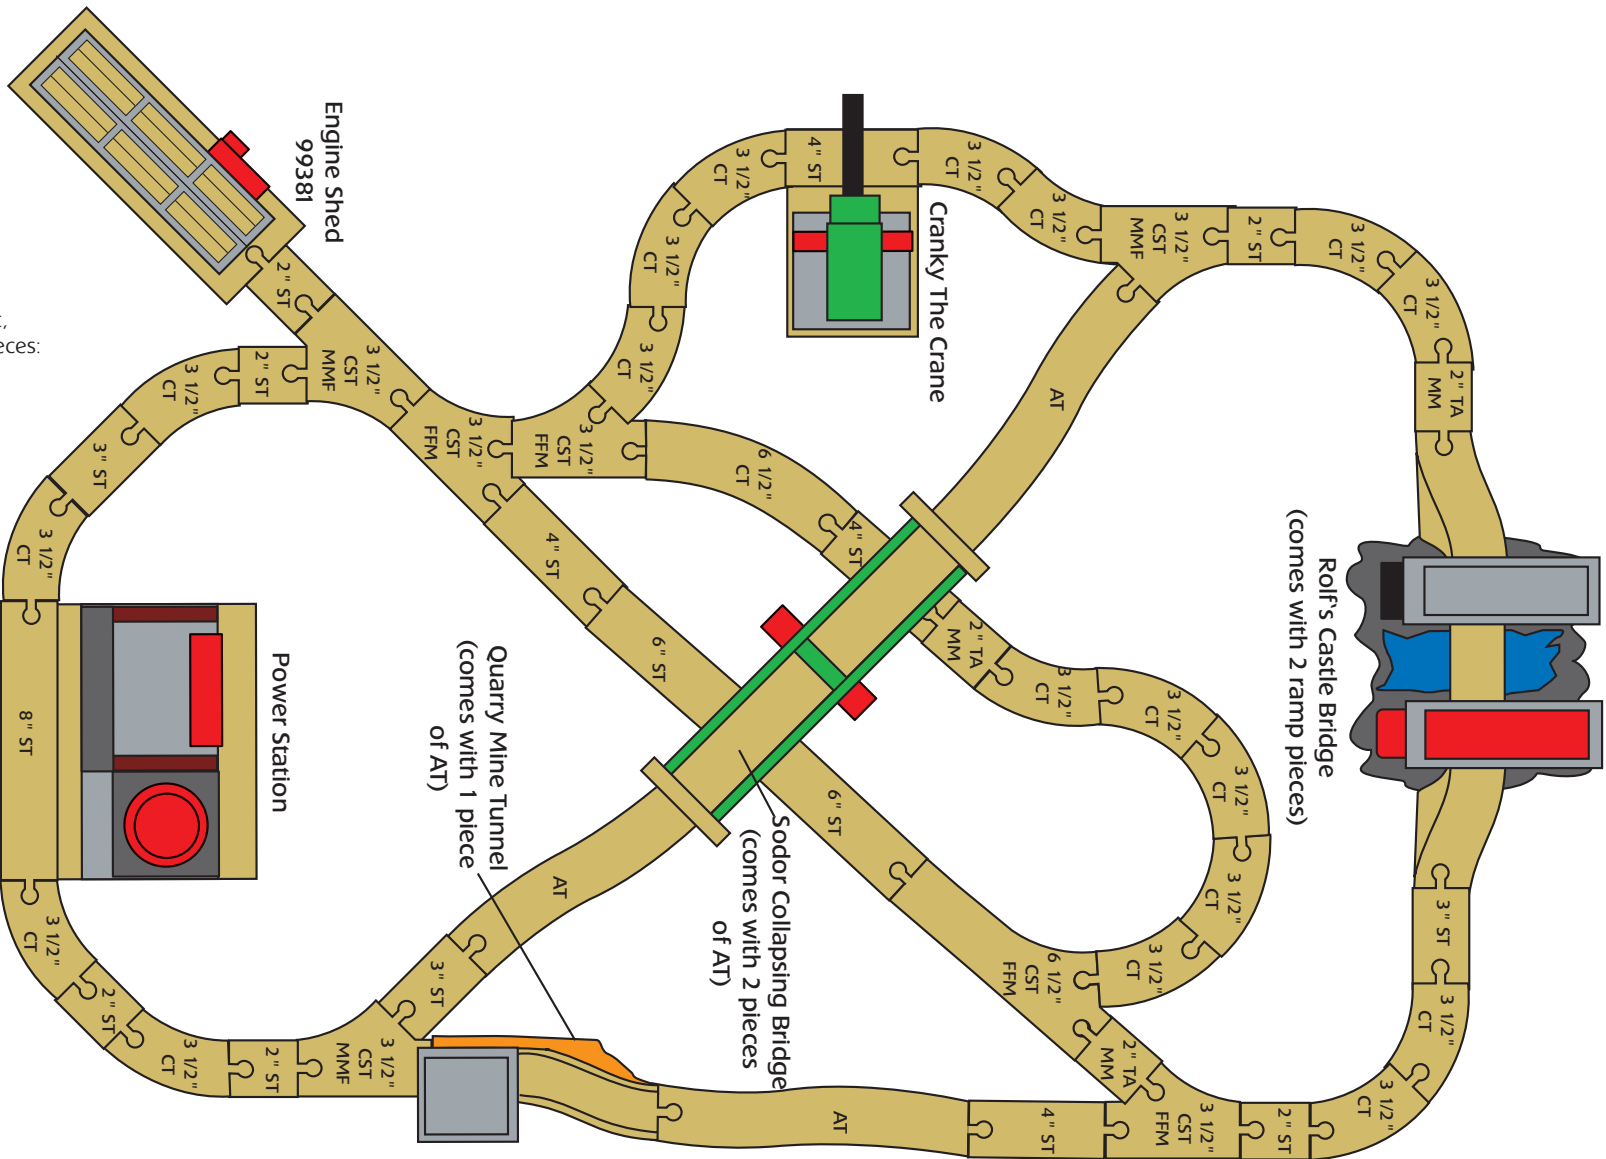 Engine Shed
99381
2" ST
3 1/2"
CST
MMF
2" ST
3 1/2"
CT
3" ST
3 1/2"
CT
8" ST
Power Station
3 1/2"
CT
2" ST
3 1/2"
CT
2" ST
3 1/2"
CST
MMF
3" ST
AT
Quarry Mine Tunnel
(comes with 1 piece
of AT)
Sodor Collapsing Bridge
(comes with 2 pieces
of AT)
AT
4" ST
3 1/2"
CST
FFM
2" ST
3 1/2"
CT
3 1/2"
CT
3" ST
Rolf's Castle Bridge
(comes with 2 ramp pieces)
2" TA
MM
3 1/2"
CT
3 1/2"
CT
2" ST
3 1/2"
CST
MMF
AT
3 1/2"
CT
3 1/2"
CT
Cranky The Crane
4" ST
3 1/2"
CT
3 1/2"
CT
3 1/2"
CT
3 1/2"
CST
FFM
3 1/2"
CST
FFM
6 1/2"
CT
4" ST
2" TA
MM
3 1/2"
CT
3 1/2"
CT
3 1/2"
CT
3 1/2"
CT
3 1/2"
CT
6 1/2"
CST
FFM
2" TA
MM
4" ST
6" ST
6" ST